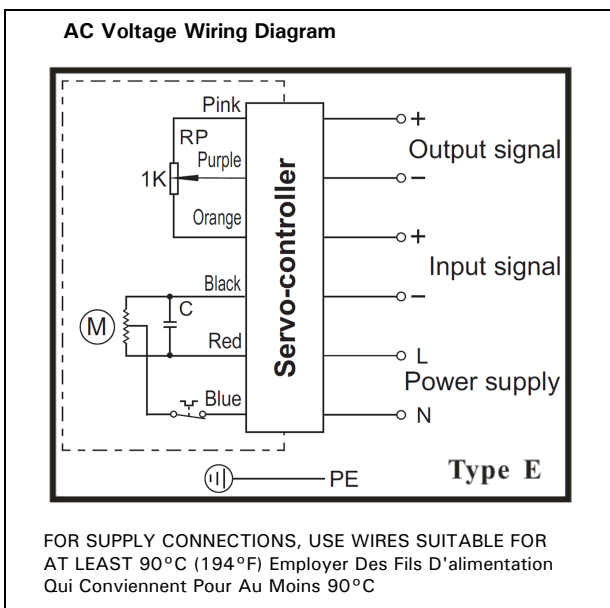 AC Voltage Wiring Diagram
Pink
RP
Purple
1K
Orange
Black
C
M
Red
Blue
Servo-controller
+
Output signal
−
+
Input signal
−
L
Power supply
N
PE
Type E
FOR SUPPLY CONNECTIONS, USE WIRES SUITABLE FOR
AT LEAST 90°C (194°F) Employer Des Fils D'alimentation
Qui Conviennent Pour Au Moins 90°C